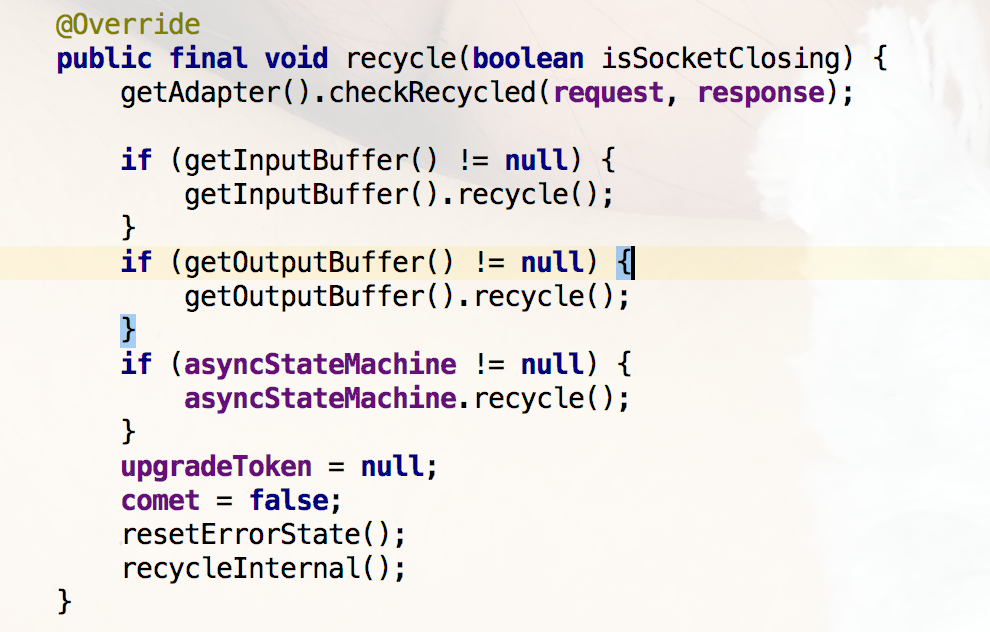 @Override
public final void recycle(boolean isSocketClosing) {
    getAdapter().checkRecycled(request, response);

    if (getInputBuffer() != null) {
        getInputBuffer().recycle();
    }
    if (getOutputBuffer() != null) {
        getOutputBuffer().recycle();
    }
    if (asyncStateMachine != null) {
        asyncStateMachine.recycle();
    }
    upgradeToken = null;
    comet = false;
    resetErrorState();
    recycleInternal();
}